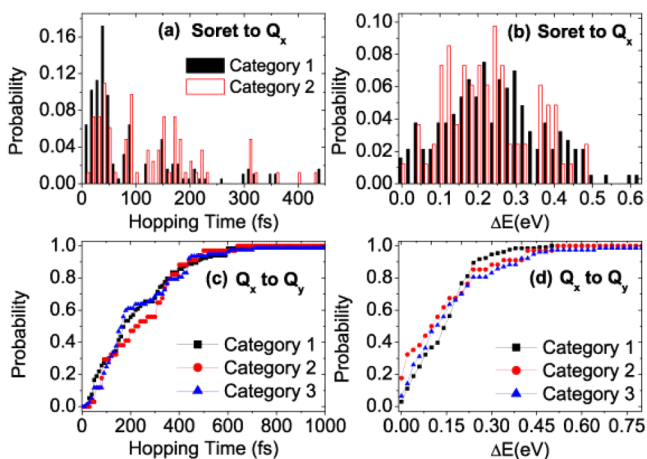 (a) Soret to Qx
Category 1
Category 2
Probability
0.16
0.12
0.08
0.04
0.00
0 100 200 300 400
Hopping Time (fs)
(b) Soret to Qx
Probability
0.10
0.08
0.06
0.04
0.02
0.00
0.0 0.1 0.2 0.3 0.4 0.5 0.6
ΔE(eV)
(c) Qx to Qy
Category 1
Category 2
Category 3
Probability
1.0
0.8
0.6
0.4
0.2
0.0
0 200 400 600 800 1000
Hopping Time (fs)
(d) Qx to Qy
Category 1
Category 2
Category 3
Probability
1.0
0.8
0.6
0.4
0.2
0.0
0.00 0.15 0.30 0.45 0.60 0.75
ΔE(eV)